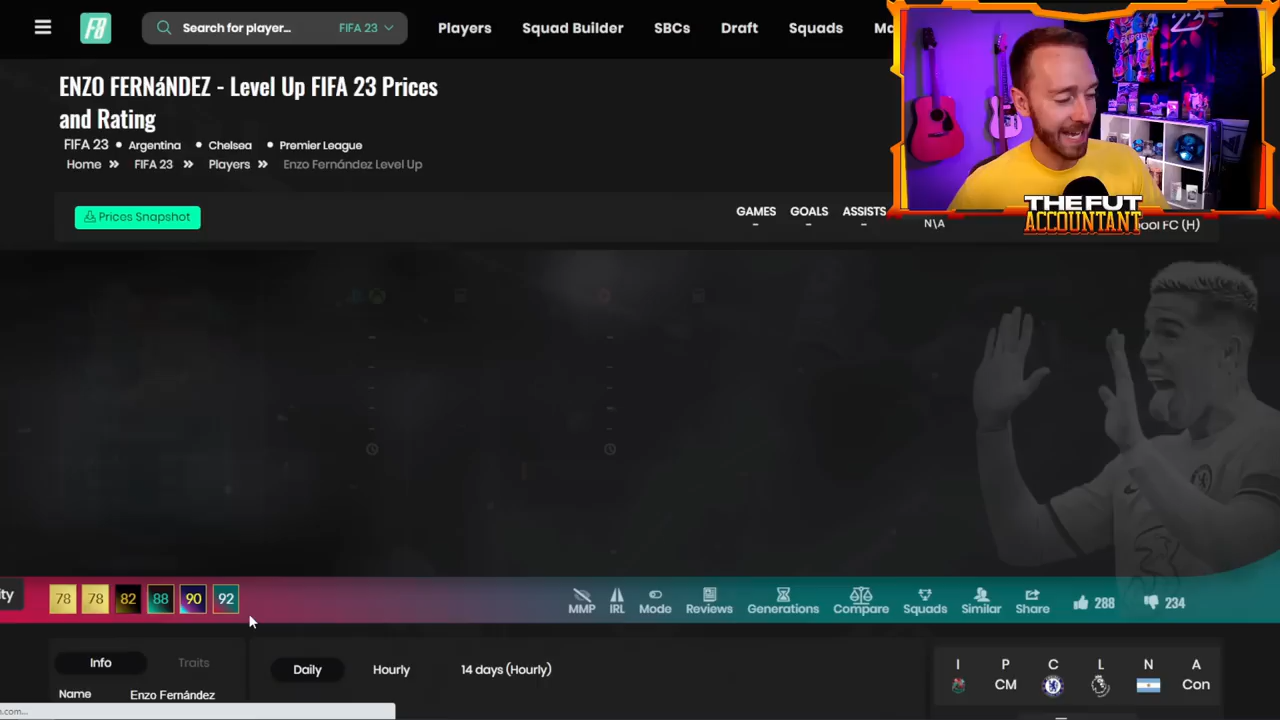 Search for player...
FIFA 23
Players
Squad Builder
SBCs
Draft
Squads
ENZO FERNáNDEZ - Level Up FIFA 23 Prices
and Rating
FIFA 23 • Argentina • Chelsea • Premier League
Home » FIFA 23 » Players » Enzo Fernández Level Up
Prices Snapshot
GAMES
GOALS
ASSISTS
-
-
-
N\A
ool FC (H)
THE FUT
ACCOUNTANT
ity
78
78
82
88
90
92
MMP
IRL
Mode
Reviews
Generations
Compare
Squads
Similar
Share
288
234
Info
Traits
Daily
Hourly
14 days (Hourly)
I
P
C
L
N
A
CM
Con
Name
Enzo Fernández